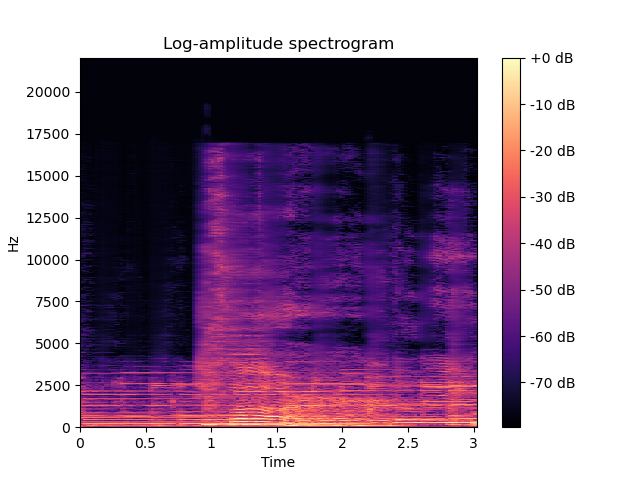 Log-amplitude spectrogram
Hz
20000
17500
15000
12500
10000
7500
5000
2500
0
0 0.5 1 1.5 2 2.5 3
Time
+0 dB
-10 dB
-20 dB
-30 dB
-40 dB
-50 dB
-60 dB
-70 dB